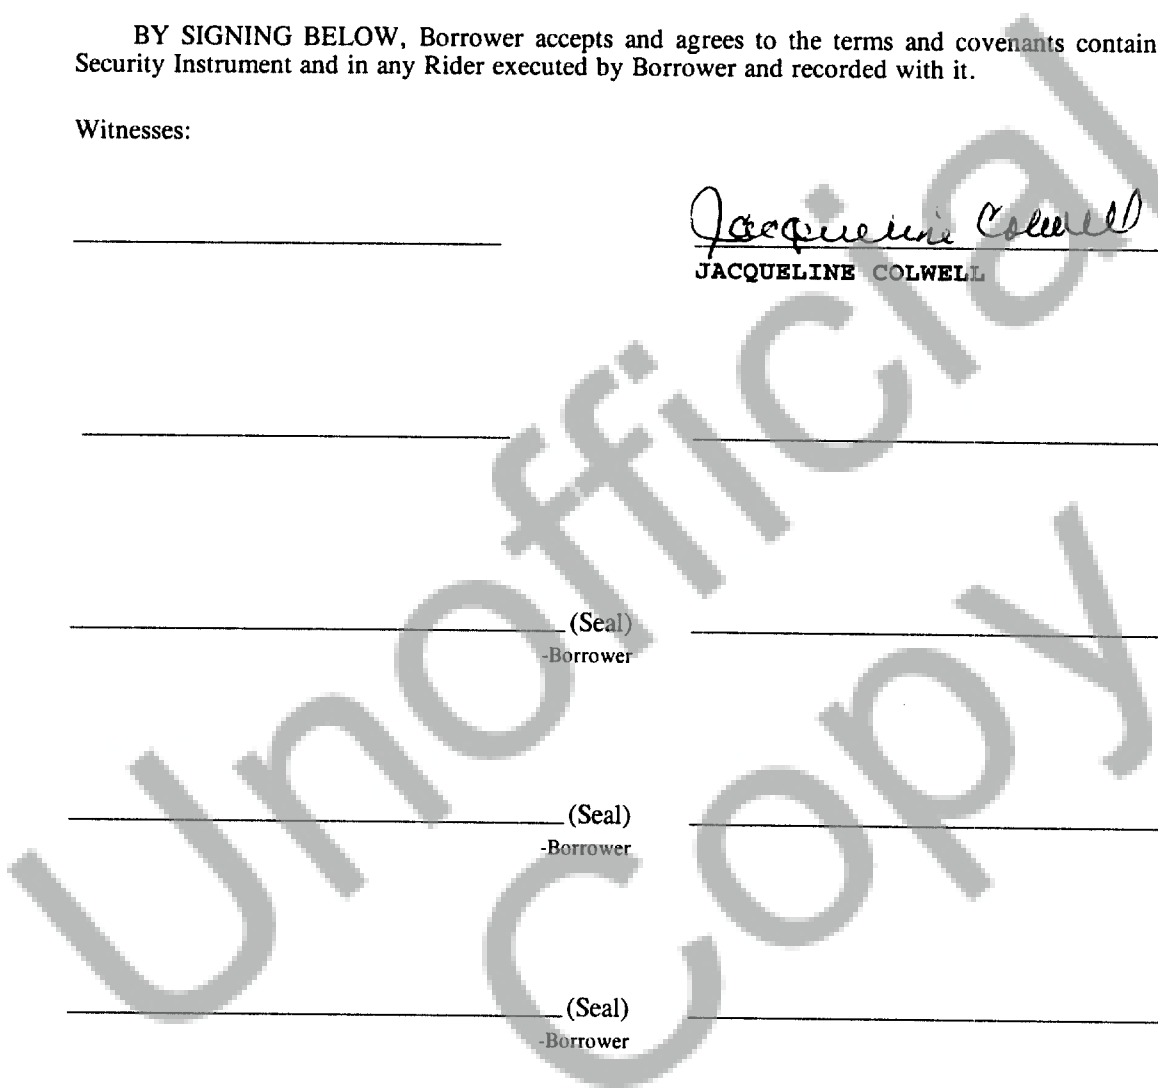 BY SIGNING BELOW, Borrower accepts and agrees to the terms and covenants contain
Security Instrument and in any Rider executed by Borrower and recorded with it.
Witnesses:
Jacqueline Colwell
JACQUELINE COLWELL
(Seal)
-Borrower
(Seal)
-Borrower
(Seal)
-Borrower
Unofficial
Copy